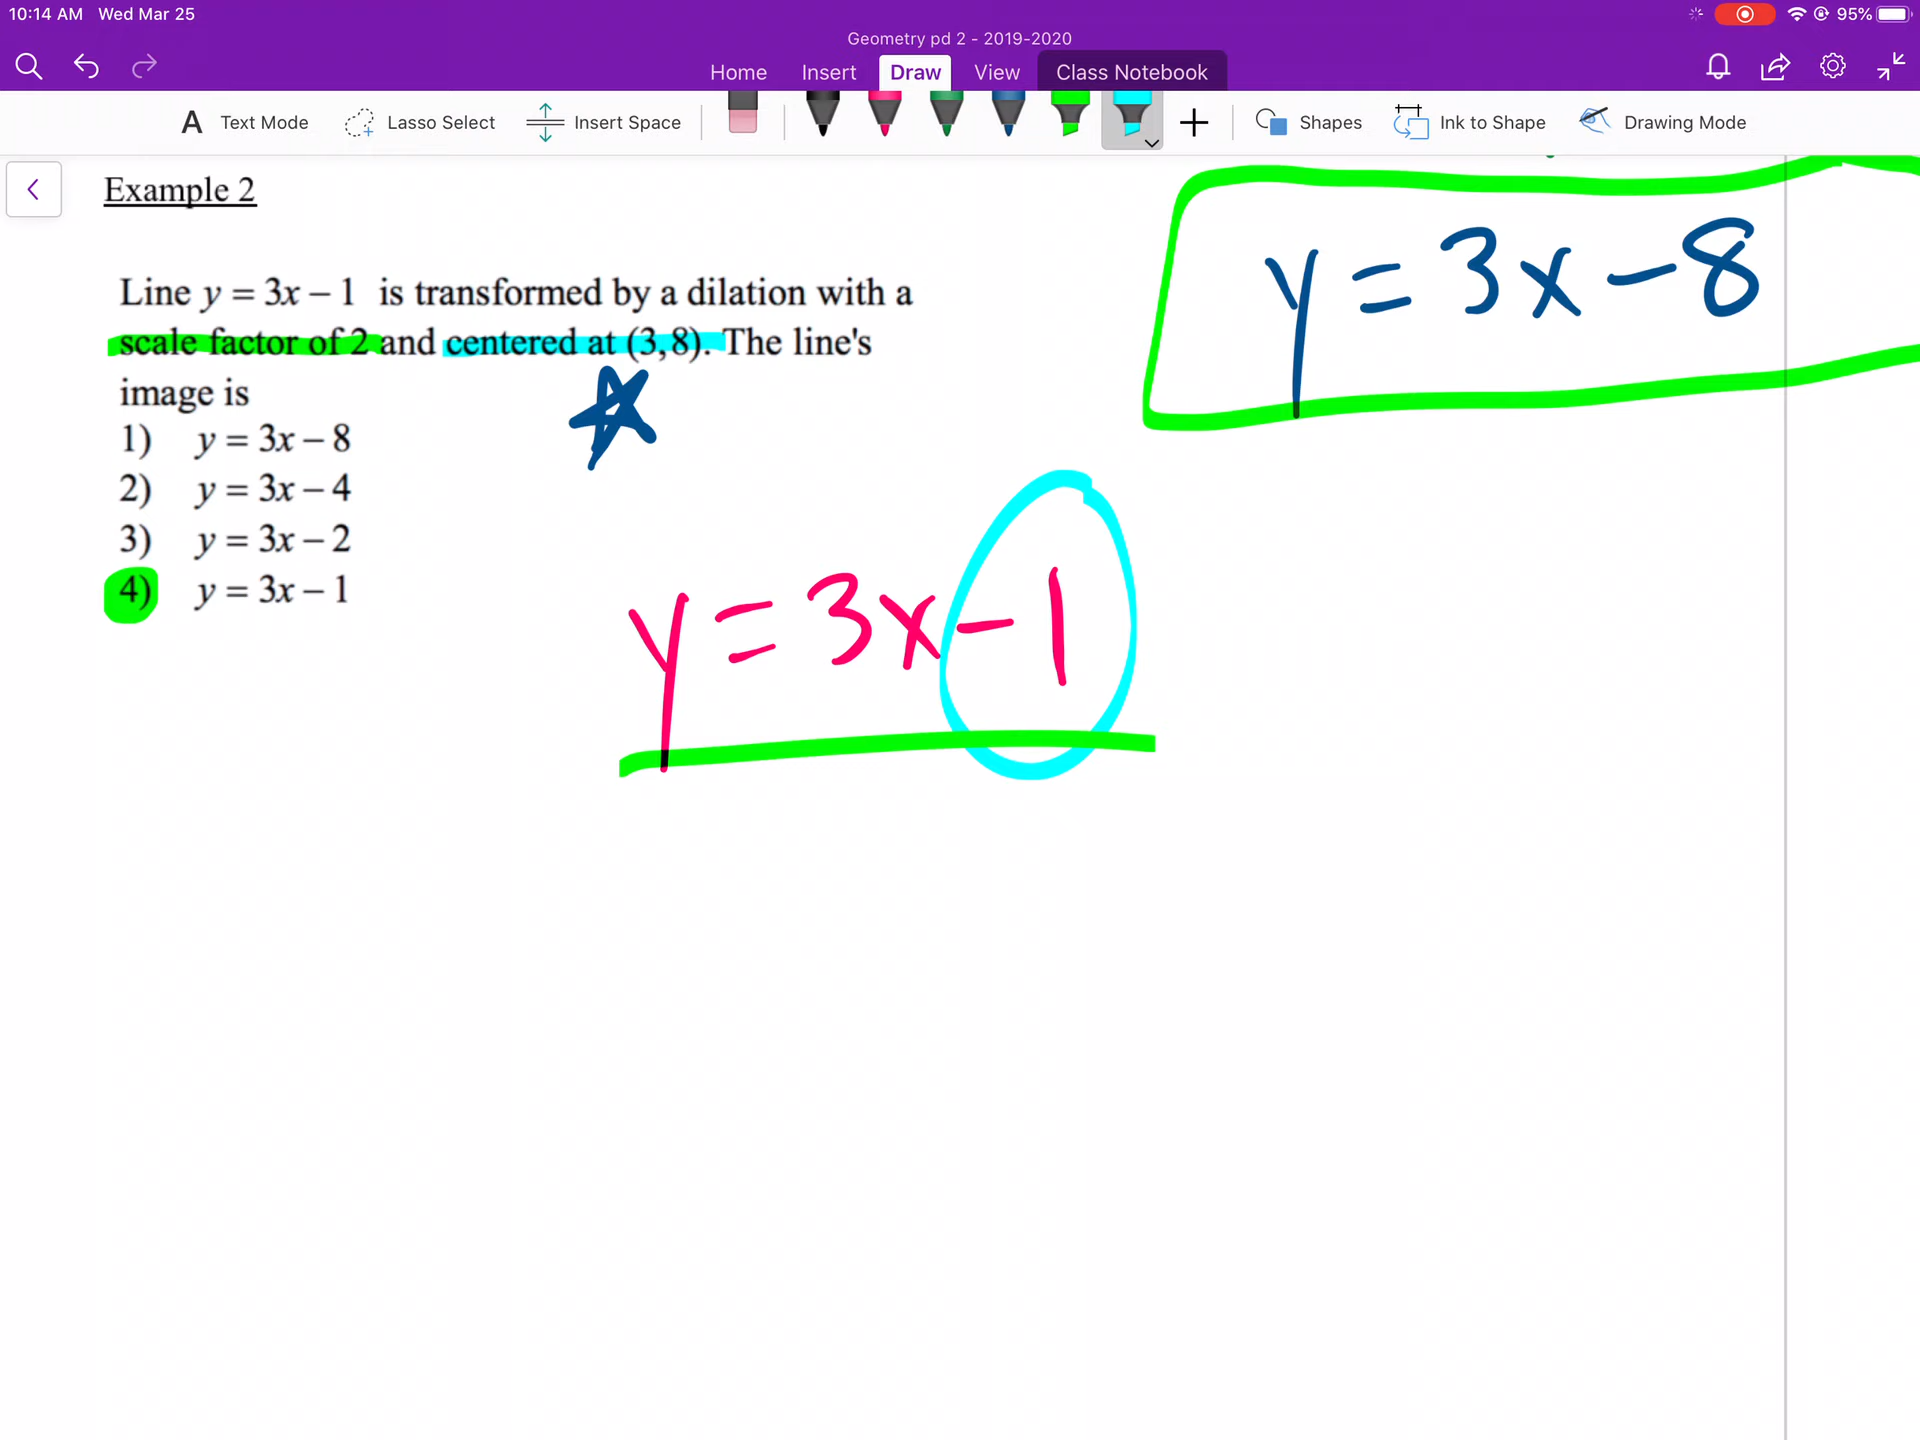 10:14 AM Wed Mar 25
95%
Geometry pd 2 - 2019-2020
Home Insert Draw View Class Notebook
A Text Mode Lasso Select Insert Space Shapes Ink to Shape Drawing Mode
Example 2
y = 3x - 8
Line y = 3x – 1 is transformed by a dilation with a
scale factor of 2 and centered at (3,8). The line's
image is
1) y = 3x – 8
2) y = 3x – 4
3) y = 3x – 2
4) y = 3x – 1
y = 3x - 1